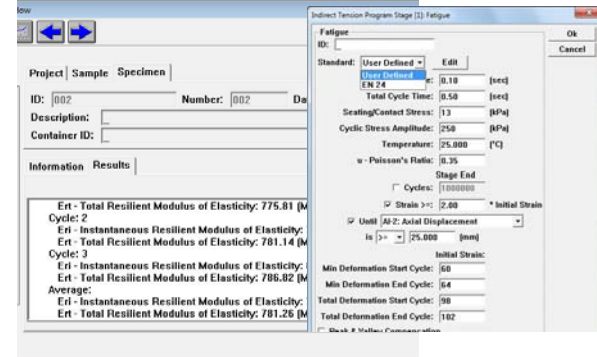 Project Sample Specimen
ID: 002 Number: 002 Da
Description:
Container ID:
Information Results
Ert - Total Resilient Modulus of Elasticity: 775.81 (M
Cycle: 2
Eri - Instantaneous Resilient Modulus of Elasticity:
Ert - Total Resilient Modulus of Elasticity: 781.14 (M
Cycle: 3
Eri - Instantaneous Resilient Modulus of Elasticity:
Ert - Total Resilient Modulus of Elasticity: 786.82 (M
Average:
Eri - Instantaneous Resilient Modulus of Elasticity:
Ert - Total Resilient Modulus of Elasticity: 781.26 (M
Indirect Tension Program Stage [1]: Fatigue
Fatigue
ID:
Ok
Cancel
Standard: User Defined Edit
User Defined
EN 24
0.10 (sec)
Total Cycle Time: 0.50 (sec)
Seating/Contact Stress: 13 (kPa)
Cyclic Stress Amplitude: 250 (kPa)
Temperature: 25.000 (°C)
u - Poisson's Ratio: 0.35
Stage End
Cycles: 1000000
Strain >=: 2.00 * Initial Strain
Until Al-2: Axial Displacement
is >= 25.000 (mm)
Initial Strain:
Min Deformation Start Cycle: 60
Min Deformation End Cycle: 64
Total Deformation Start Cycle: 98
Total Deformation End Cycle: 102
Peak & Valley Compensation